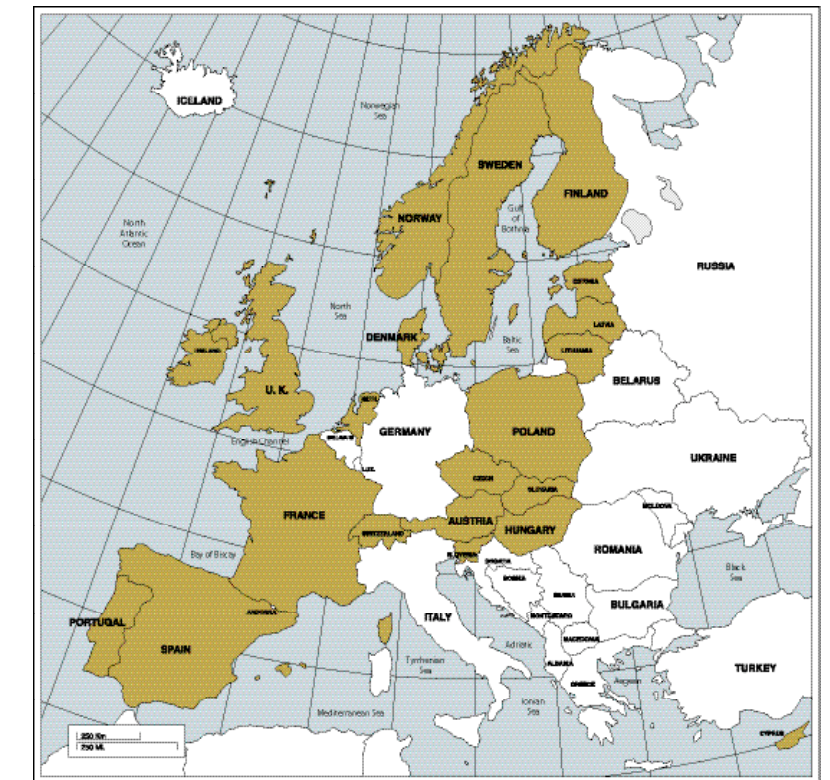 ICELAND
Norwegian
Sea
SWEDEN
FINLAND
NORWAY
Gulf
of
Bothnia
North
Atlantic
Ocean
RUSSIA
ESTONIA
North
Sea
LATVIA
DENMARK
Baltic
Sea
LITHUANIA
IRELAND
BELARUS
U. K.
NETH.
GERMANY
POLAND
BELGIUM
English Channel
UKRAINE
LUX.
CZECH
SLOVAKIA
MOLDOVA
FRANCE
AUSTRIA
HUNGARY
SWITZERLAND
ROMANIA
Bay of Biscay
SLOVENIA
CROATIA
BOSNIA
Black
Sea
BULGARIA
ANDORRA
ITALY
MONTENEGRO
PORTUGAL
MACEDONIA
SPAIN
Adriatic
Tyrrhenian
Sea
ALBANIA
TURKEY
GREECE
Aegean
Ionian
Sea
Mediterranean Sea
CYPRUS
250 Km
250 Mi.